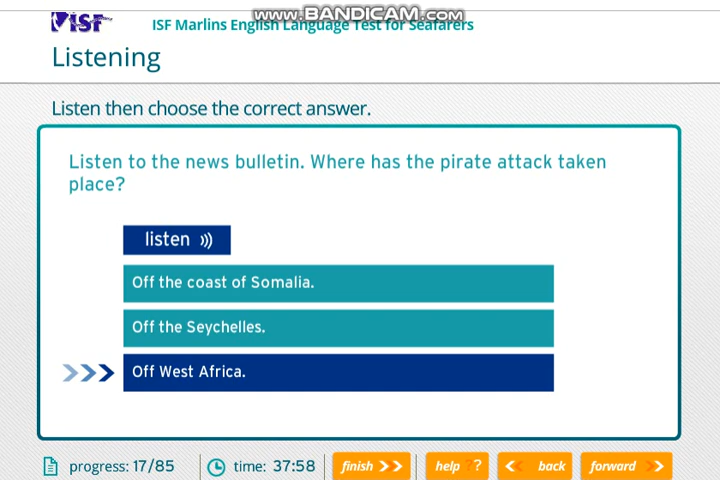 www.BANDICAM.com
ISF
ISF Marlins English Language Test for Seafarers
Listening
Listen then choose the correct answer.
Listen to the news bulletin. Where has the pirate attack taken
place?
listen
Off the coast of Somalia.
Off the Seychelles.
Off West Africa.
progress: 17/85
time: 37:58
finish
help ??
back
forward